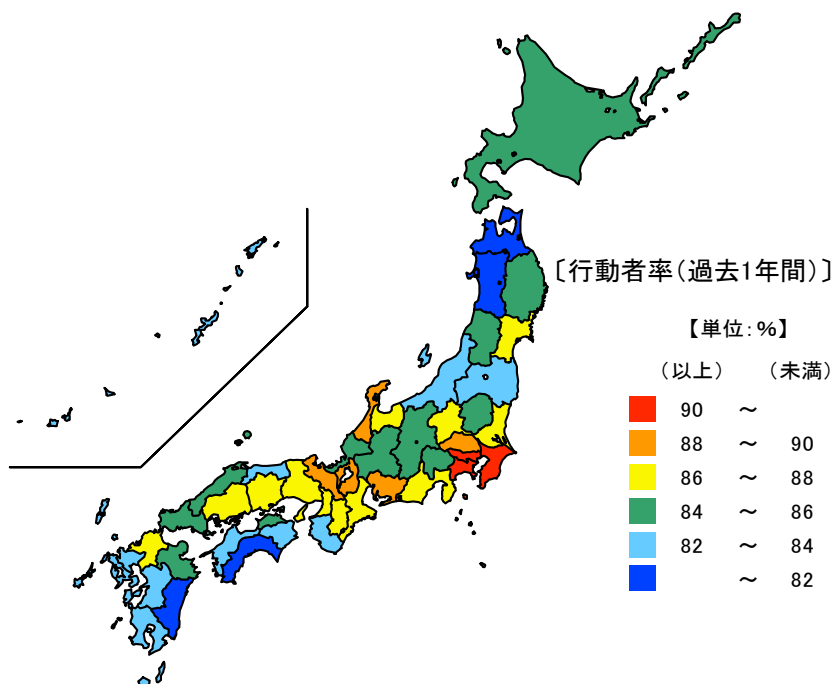 〔行動者率(過去1年間)〕
【単位:%】
(以上) (未満)
90 ～
88 ～ 90
86 ～ 88
84 ～ 86
82 ～ 84
～ 82